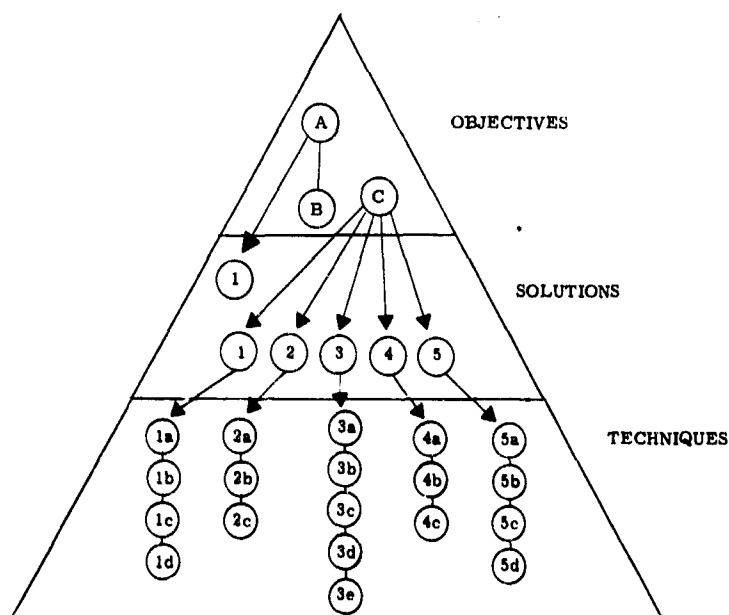 A
OBJECTIVES
B
C
1
SOLUTIONS
1 2 3 4 5
1a 2a 3a 4a 5a
TECHNIQUES
1b 2b 3b 4b 5b
1c 2c 3c 4c 5c
1d 3d 5d
3e